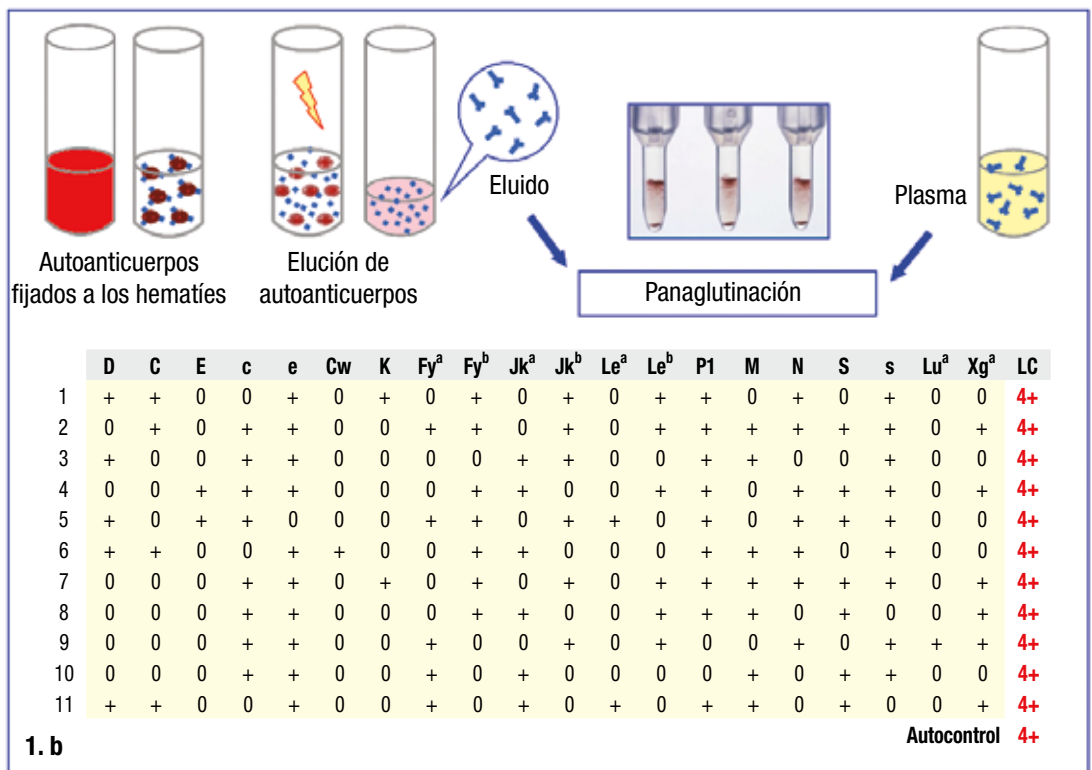 Eluido
Plasma
Autoanticuerpos
fijados a los hematíes
Elución de
autoanticuerpos
Panaglutinación
D C E c e Cw K Fyᵃ Fyᵇ Jkᵃ Jkᵇ Leᵃ Leᵇ P1 M N S s Luᵃ Xgᵃ LC
1 + + 0 0 + 0 + 0 + 0 + 0 + + 0 + 0 + 0 0 4+
2 0 + 0 + + 0 0 + + 0 + 0 + + + + + + 0 + 4+
3 + 0 0 + + 0 0 0 0 + + 0 0 + + 0 0 + 0 0 4+
4 0 0 + + + 0 0 0 + + 0 0 + + 0 + + + 0 + 4+
5 + 0 + + 0 0 0 + + 0 + + 0 + 0 + + + 0 0 4+
6 + + 0 0 + + 0 0 + + 0 0 0 + + + 0 + 0 0 4+
7 0 0 0 + + 0 + 0 + 0 + 0 + + + + + + 0 + 4+
8 0 0 0 + + 0 0 0 + + 0 0 + + + 0 + 0 0 + 4+
9 0 0 0 + + 0 0 + 0 0 + 0 + 0 0 + 0 + + + 4+
10 0 0 0 + + 0 0 + 0 + 0 0 0 0 + 0 + + 0 0 4+
11 + + 0 0 + 0 0 + 0 + 0 + 0 + + 0 + 0 0 + 4+
Autocontrol 4+
1. b